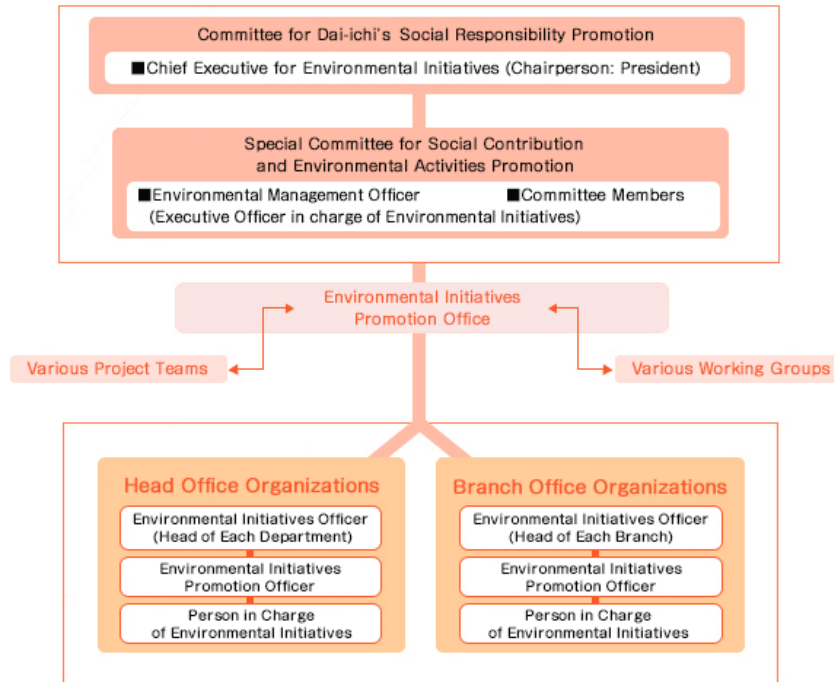 Committee for Dai-ichi's Social Responsibility Promotion
■Chief Executive for Environmental Initiatives (Chairperson: President)
Special Committee for Social Contribution
and Environmental Activities Promotion
■Environmental Management Officer ■Committee Members
(Executive Officer in charge of Environmental Initiatives)
Environmental Initiatives
Promotion Office
Various Project Teams
Various Working Groups
Head Office Organizations
Environmental Initiatives Officer
(Head of Each Department)
Environmental Initiatives
Promotion Officer
Person in Charge
of Environmental Initiatives
Branch Office Organizations
Environmental Initiatives Officer
(Head of Each Branch)
Environmental Initiatives
Promotion Officer
Person in Charge
of Environmental Initiatives